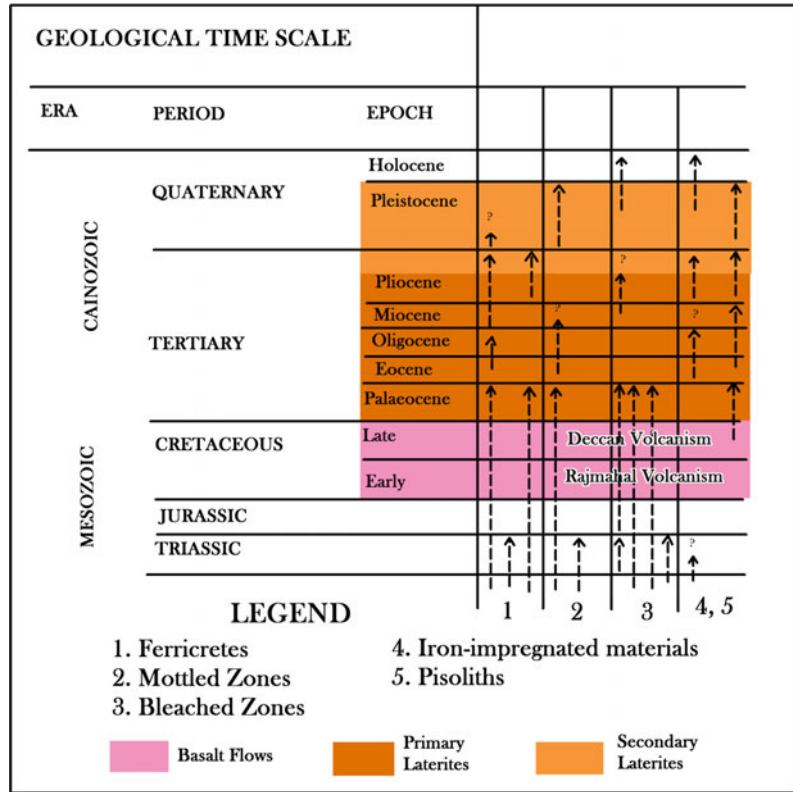 GEOLOGICAL TIME SCALE
ERA PERIOD EPOCH
Holocene
QUATERNARY
Pleistocene
?
CAINOZOIC
?
Pliocene
Miocene ? ?
TERTIARY Oligocene
Eocene
Palaeocene
Late Deccan Volcanism
CRETACEOUS
MESOZOIC
Early Rajmahal Volcanism
JURASSIC
TRIASSIC ?
LEGEND 1 2 3 4, 5
1. Ferricretes
2. Mottled Zones
3. Bleached Zones
4. Iron-impregnated materials
5. Pisoliths
Basalt Flows
Primary
Laterites
Secondary
Laterites